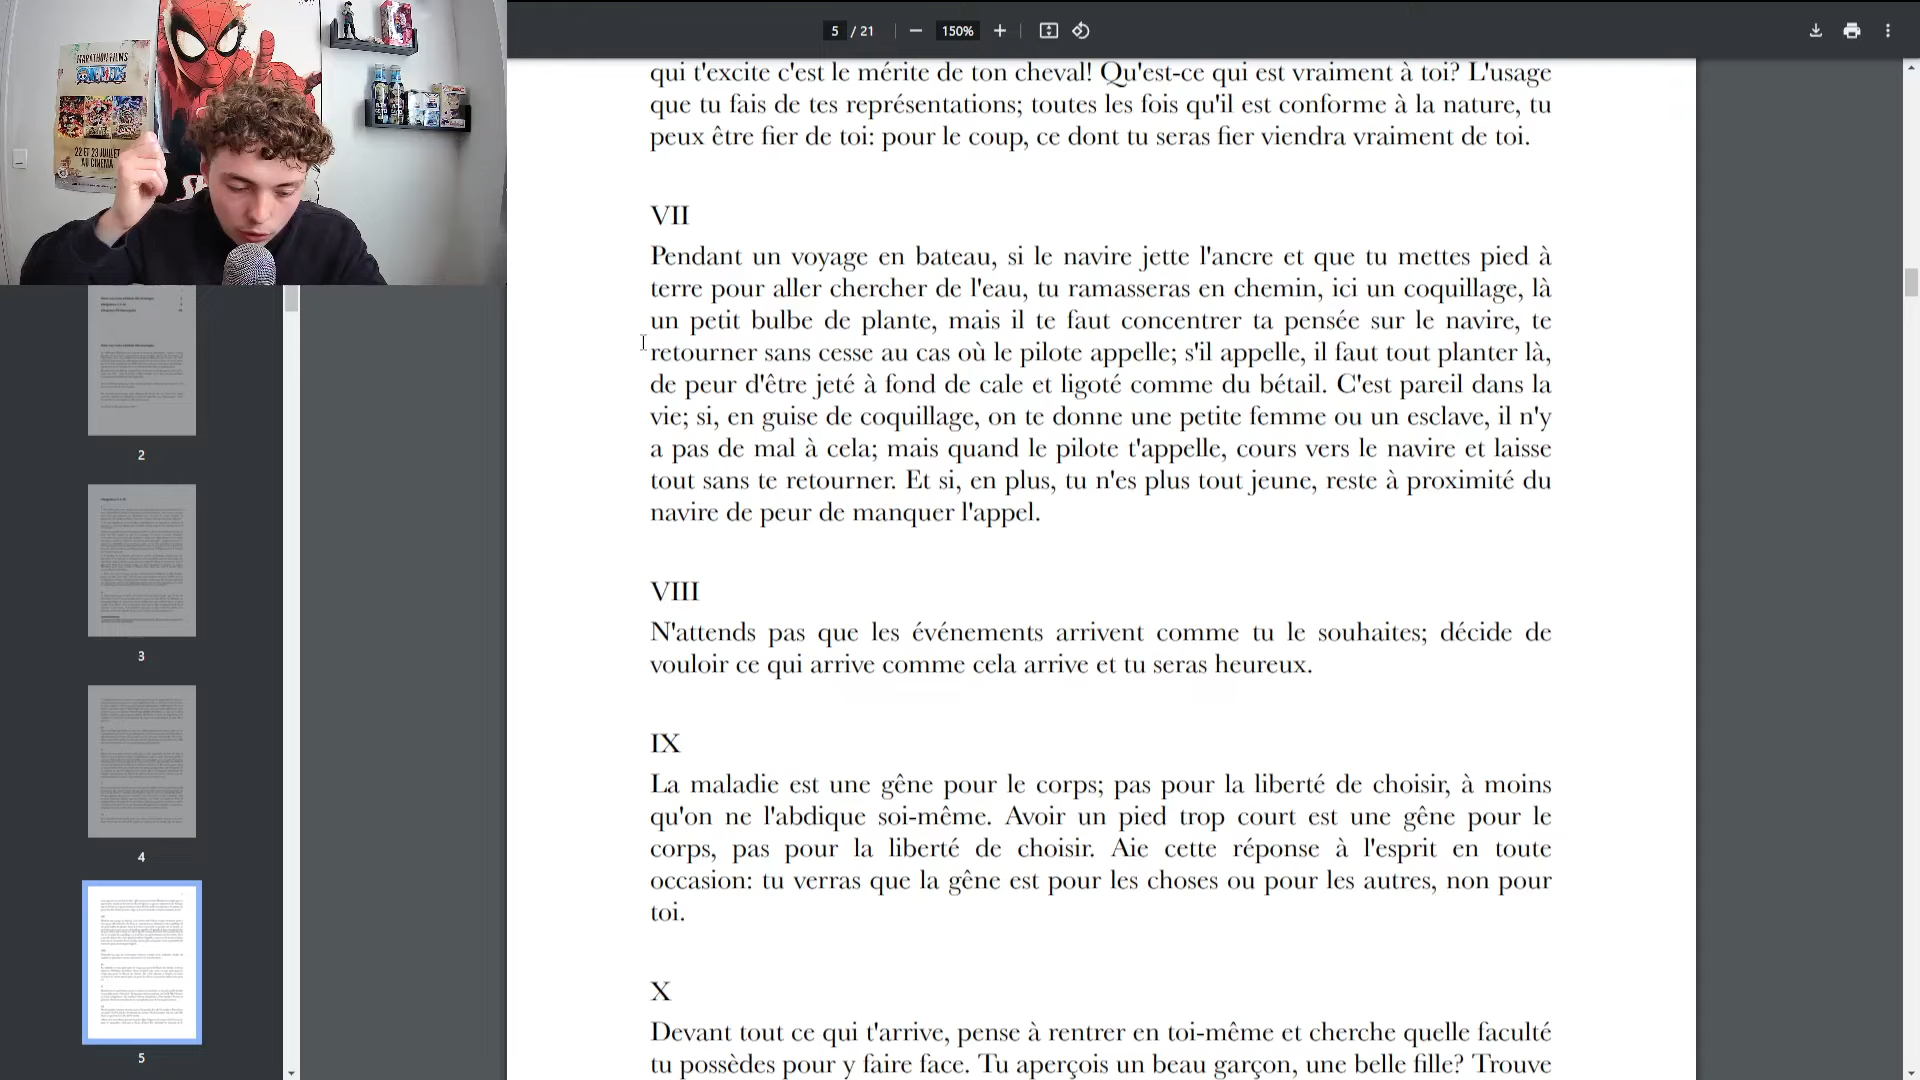 MARATHON FILMS
22 ET 23 JUILLET
AU CINEMA
5 / 21
150%
qui t'excite c'est le mérite de ton cheval! Qu'est-ce qui est vraiment à toi? L'usage
que tu fais de tes représentations; toutes les fois qu'il est conforme à la nature, tu
peux être fier de toi: pour le coup, ce dont tu seras fier viendra vraiment de toi.
VII
Pendant un voyage en bateau, si le navire jette l'ancre et que tu mettes pied à
terre pour aller chercher de l'eau, tu ramasseras en chemin, ici un coquillage, là
un petit bulbe de plante, mais il te faut concentrer ta pensée sur le navire, te
retourner sans cesse au cas où le pilote appelle; s'il appelle, il faut tout planter là,
de peur d'être jeté à fond de cale et ligoté comme du bétail. C'est pareil dans la
vie; si, en guise de coquillage, on te donne une petite femme ou un esclave, il n'y
a pas de mal à cela; mais quand le pilote t'appelle, cours vers le navire et laisse
tout sans te retourner. Et si, en plus, tu n'es plus tout jeune, reste à proximité du
navire de peur de manquer l'appel.
VIII
N'attends pas que les événements arrivent comme tu le souhaites; décide de
vouloir ce qui arrive comme cela arrive et tu seras heureux.
IX
La maladie est une gêne pour le corps; pas pour la liberté de choisir, à moins
qu'on ne l'abdique soi-même. Avoir un pied trop court est une gêne pour le
corps, pas pour la liberté de choisir. Aie cette réponse à l'esprit en toute
occasion: tu verras que la gêne est pour les choses ou pour les autres, non pour
toi.
X
Devant tout ce qui t'arrive, pense à rentrer en toi-même et cherche quelle faculté
tu possèdes pour y faire face. Tu aperçois un beau garçon, une belle fille? Trouve
2
3
4
5